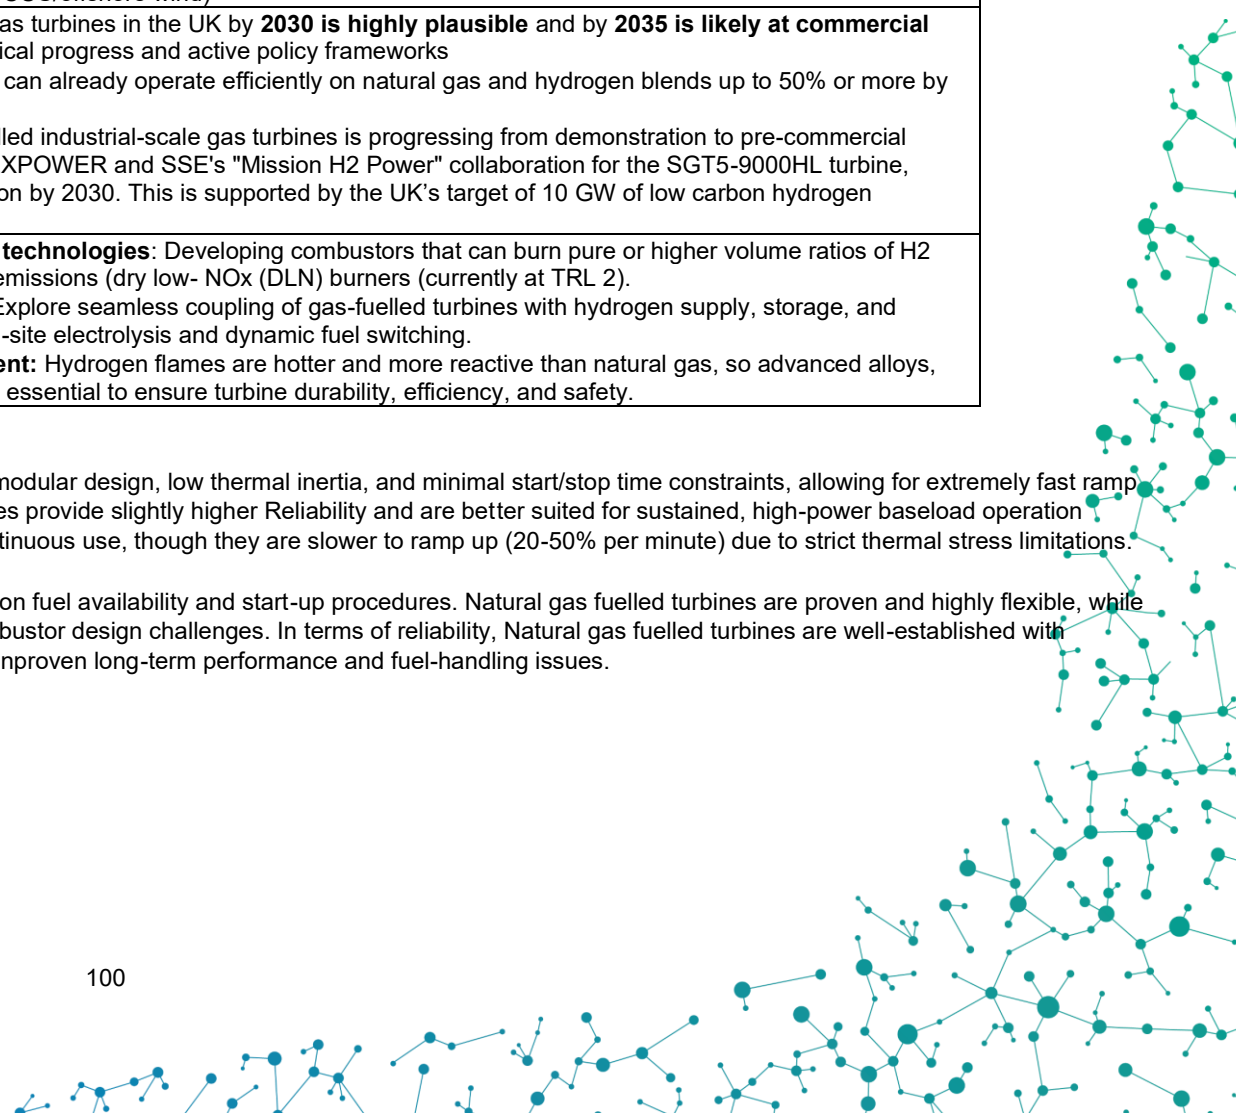 as turbines in the UK by 2030 is highly plausible and by 2035 is likely at commercial
ical progress and active policy frameworks
can already operate efficiently on natural gas and hydrogen blends up to 50% or more by
lled industrial-scale gas turbines is progressing from demonstration to pre-commercial
XPOWER and SSE's "Mission H2 Power" collaboration for the SGT5-9000HL turbine,
on by 2030. This is supported by the UK’s target of 10 GW of low carbon hydrogen
technologies: Developing combustors that can burn pure or higher volume ratios of H2
emissions (dry low- NOx (DLN) burners (currently at TRL 2).
Explore seamless coupling of gas-fuelled turbines with hydrogen supply, storage, and
-site electrolysis and dynamic fuel switching.
ent: Hydrogen flames are hotter and more reactive than natural gas, so advanced alloys,
essential to ensure turbine durability, efficiency, and safety.
modular design, low thermal inertia, and minimal start/stop time constraints, allowing for extremely fast ramp
es provide slightly higher Reliability and are better suited for sustained, high-power baseload operation
tinuous use, though they are slower to ramp up (20-50% per minute) due to strict thermal stress limitations.
on fuel availability and start-up procedures. Natural gas fuelled turbines are proven and highly flexible, while
bustor design challenges. In terms of reliability, Natural gas fuelled turbines are well-established with
nproven long-term performance and fuel-handling issues.
100